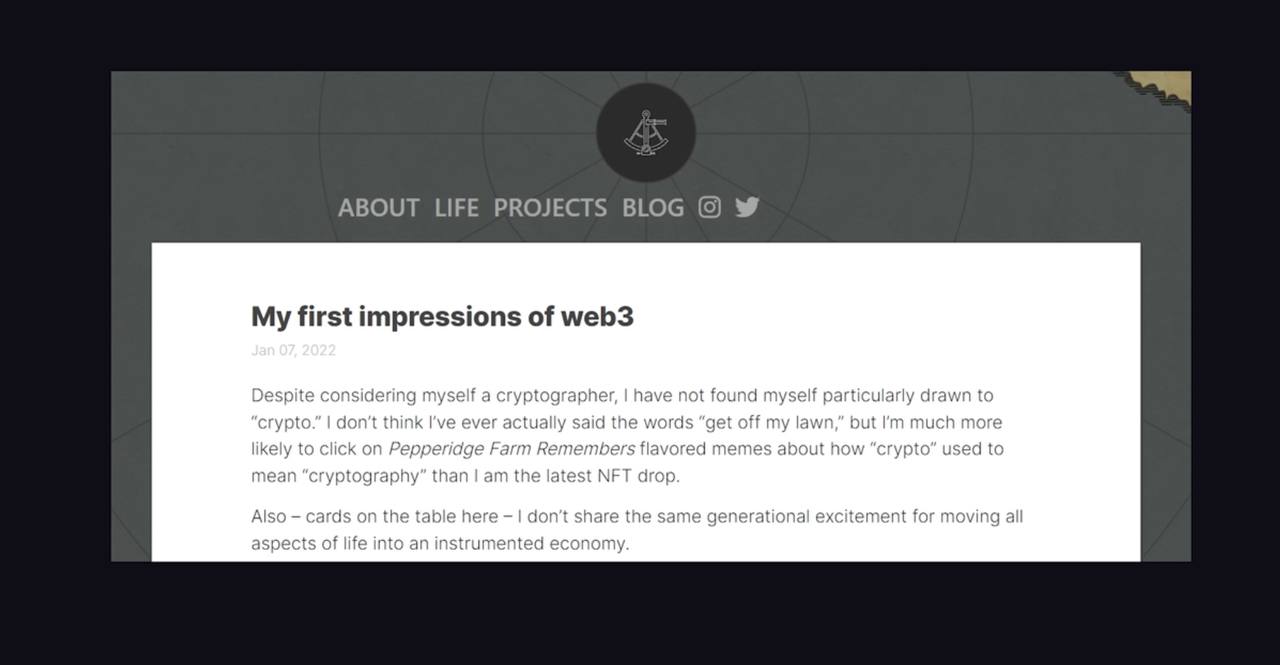 ABOUT LIFE PROJECTS BLOG
My first impressions of web3
Jan 07, 2022
Despite considering myself a cryptographer, I have not found myself particularly drawn to
“crypto.” I don’t think I’ve ever actually said the words “get off my lawn,” but I’m much more
likely to click on Pepperidge Farm Remembers flavored memes about how “crypto” used to
mean “cryptography” than I am the latest NFT drop.
Also – cards on the table here – I don’t share the same generational excitement for moving all
aspects of life into an instrumented economy.